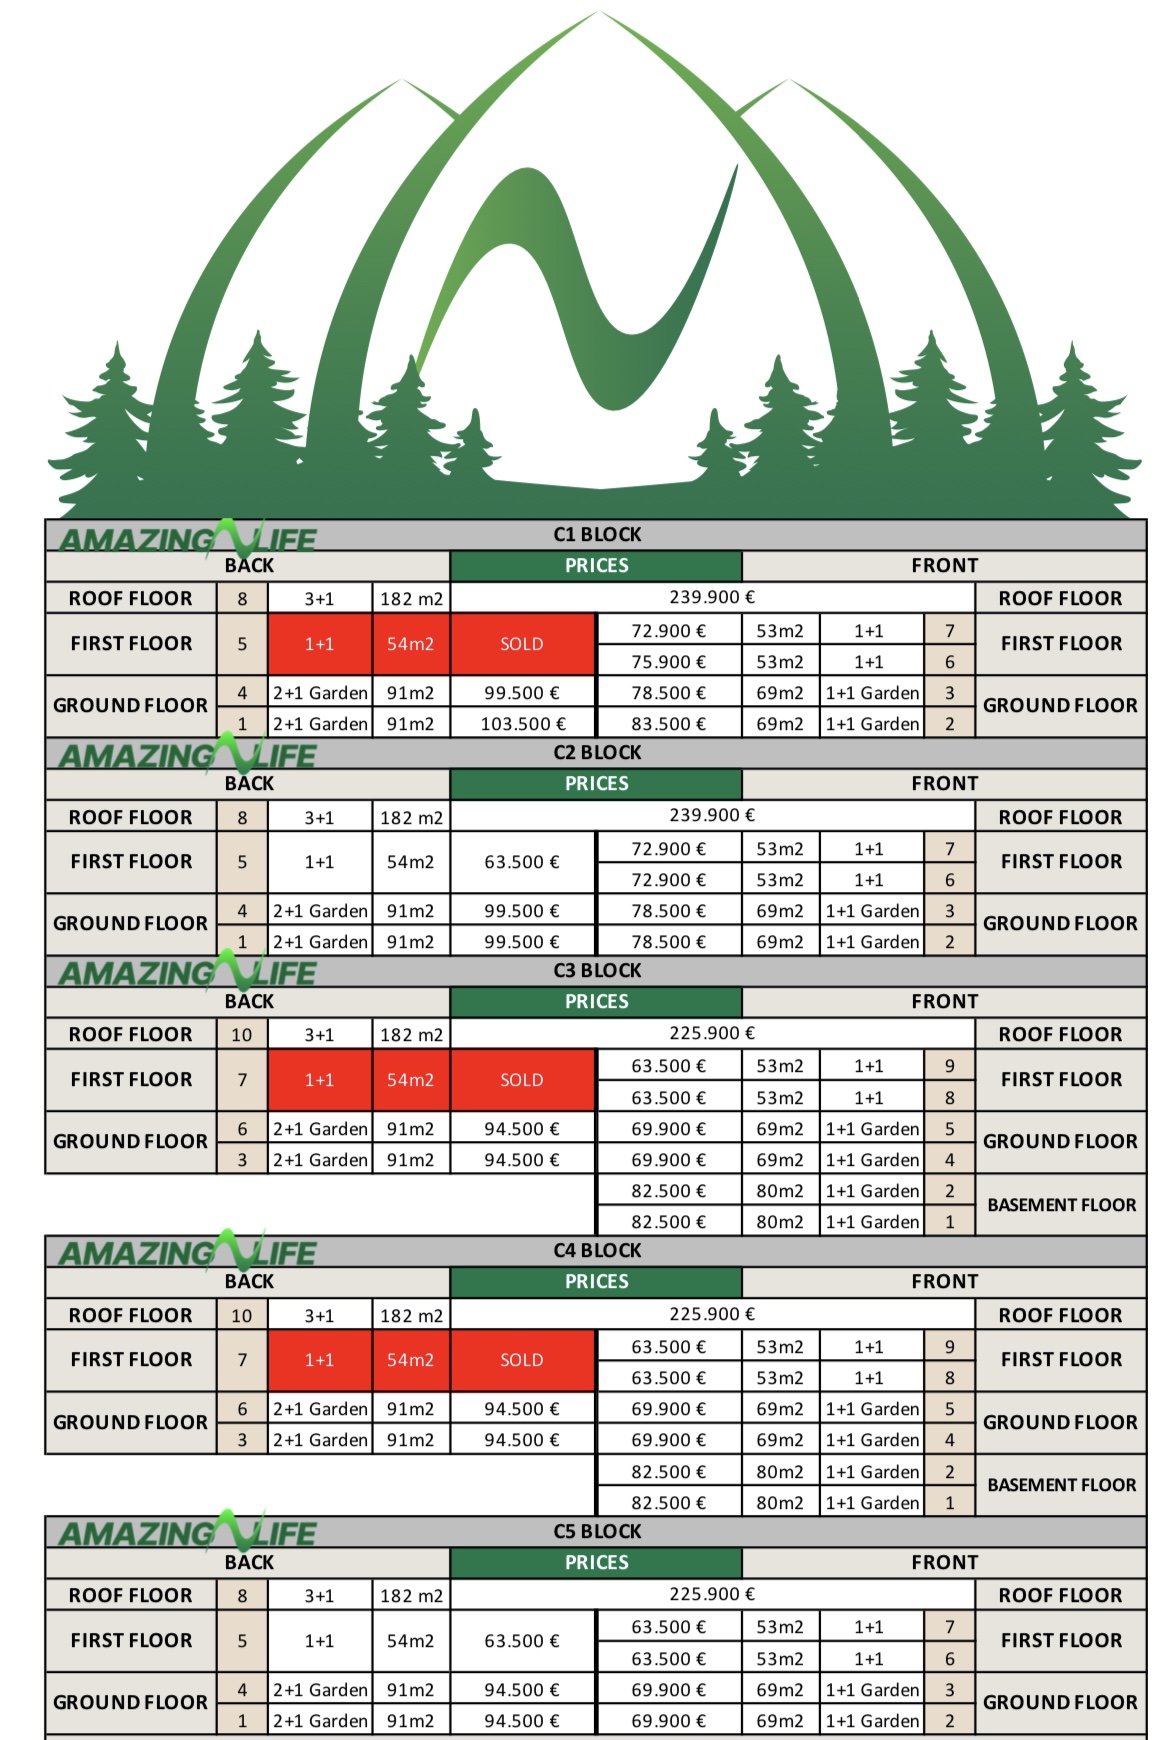 AMAZING LIFE C1 BLOCK
BACK PRICES FRONT
ROOF FLOOR 8 3+1 182 m2 239.900 € ROOF FLOOR
FIRST FLOOR 5 1+1 54m2 SOLD 72.900 € 53m2 1+1 7 FIRST FLOOR
75.900 € 53m2 1+1 6
GROUND FLOOR 4 2+1 Garden 91m2 99.500 € 78.500 € 69m2 1+1 Garden 3 GROUND FLOOR
1 2+1 Garden 91m2 103.500 € 83.500 € 69m2 1+1 Garden 2
AMAZING LIFE C2 BLOCK
BACK PRICES FRONT
ROOF FLOOR 8 3+1 182 m2 239.900 € ROOF FLOOR
FIRST FLOOR 5 1+1 54m2 63.500 € 72.900 € 53m2 1+1 7 FIRST FLOOR
72.900 € 53m2 1+1 6
GROUND FLOOR 4 2+1 Garden 91m2 99.500 € 78.500 € 69m2 1+1 Garden 3 GROUND FLOOR
1 2+1 Garden 91m2 99.500 € 78.500 € 69m2 1+1 Garden 2
AMAZING LIFE C3 BLOCK
BACK PRICES FRONT
ROOF FLOOR 10 3+1 182 m2 225.900 € ROOF FLOOR
FIRST FLOOR 7 1+1 54m2 SOLD 63.500 € 53m2 1+1 9 FIRST FLOOR
63.500 € 53m2 1+1 8
GROUND FLOOR 6 2+1 Garden 91m2 94.500 € 69.900 € 69m2 1+1 Garden 5 GROUND FLOOR
3 2+1 Garden 91m2 94.500 € 69.900 € 69m2 1+1 Garden 4
82.500 € 80m2 1+1 Garden 2 BASEMENT FLOOR
82.500 € 80m2 1+1 Garden 1
AMAZING LIFE C4 BLOCK
BACK PRICES FRONT
ROOF FLOOR 10 3+1 182 m2 225.900 € ROOF FLOOR
FIRST FLOOR 7 1+1 54m2 SOLD 63.500 € 53m2 1+1 9 FIRST FLOOR
63.500 € 53m2 1+1 8
GROUND FLOOR 6 2+1 Garden 91m2 94.500 € 69.900 € 69m2 1+1 Garden 5 GROUND FLOOR
3 2+1 Garden 91m2 94.500 € 69.900 € 69m2 1+1 Garden 4
82.500 € 80m2 1+1 Garden 2 BASEMENT FLOOR
82.500 € 80m2 1+1 Garden 1
AMAZING LIFE C5 BLOCK
BACK PRICES FRONT
ROOF FLOOR 8 3+1 182 m2 225.900 € ROOF FLOOR
FIRST FLOOR 5 1+1 54m2 63.500 € 63.500 € 53m2 1+1 7 FIRST FLOOR
63.500 € 53m2 1+1 6
GROUND FLOOR 4 2+1 Garden 91m2 94.500 € 69.900 € 69m2 1+1 Garden 3 GROUND FLOOR
1 2+1 Garden 91m2 94.500 € 69.900 € 69m2 1+1 Garden 2